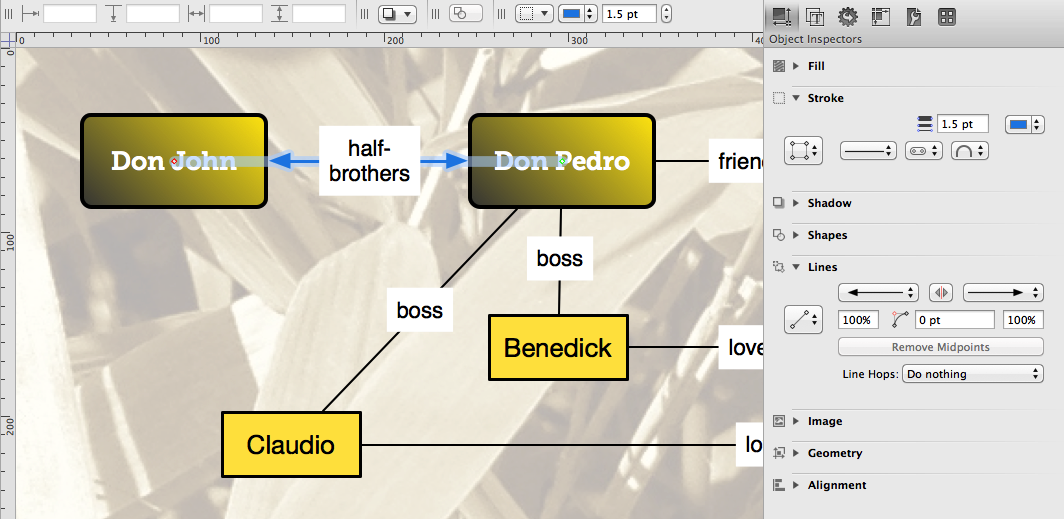 1.5 pt
Object Inspectors
0 100 200 300 40
0
100
200
Don John
half-
brothers
Don Pedro
frien
boss
boss
Benedick
love
Claudio
lo
Fill
Stroke
1.5 pt
Shadow
Shapes
Lines
100% 0 pt 100%
Remove Midpoints
Line Hops: Do nothing
Image
Geometry
Alignment